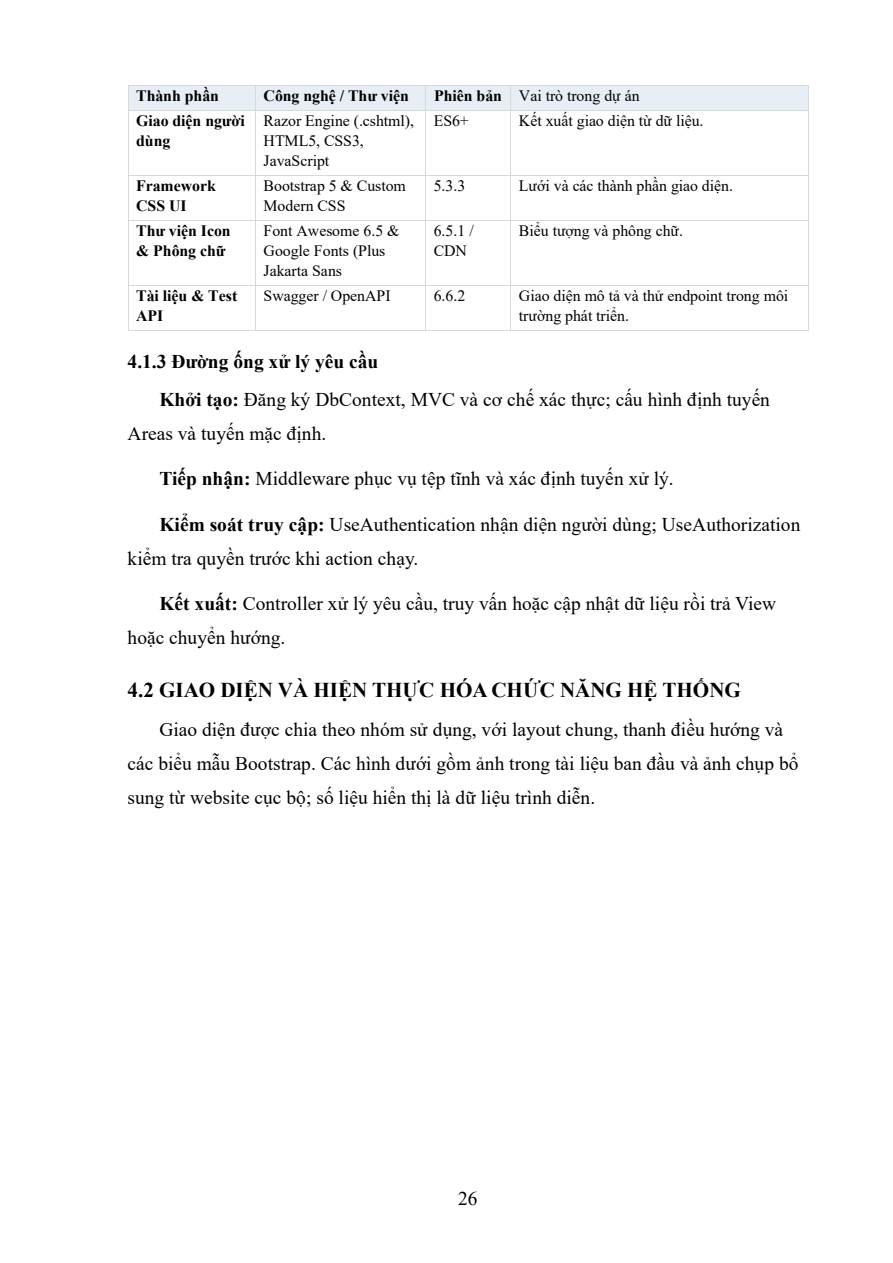 Thành phần Công nghệ / Thư viện Phiên bản Vai trò trong dự án
Giao diện người Razor Engine (.cshtml), ES6+ Kết xuất giao diện từ dữ liệu.
dùng HTML5, CSS3,
JavaScript
Framework Bootstrap 5 & Custom 5.3.3 Lưới và các thành phần giao diện.
CSS UI Modern CSS
Thư viện Icon Font Awesome 6.5 & 6.5.1 / Biểu tượng và phông chữ.
& Phông chữ Google Fonts (Plus CDN
Jakarta Sans
Tài liệu & Test Swagger / OpenAPI 6.6.2 Giao diện mô tả và thử endpoint trong môi
API trường phát triển.
4.1.3 Đường ống xử lý yêu cầu
Khởi tạo: Đăng ký DbContext, MVC và cơ chế xác thực; cấu hình định tuyến
Areas và tuyến mặc định.
Tiếp nhận: Middleware phục vụ tệp tĩnh và xác định tuyến xử lý.
Kiểm soát truy cập: UseAuthentication nhận diện người dùng; UseAuthorization
kiểm tra quyền trước khi action chạy.
Kết xuất: Controller xử lý yêu cầu, truy vấn hoặc cập nhật dữ liệu rồi trả View
hoặc chuyển hướng.
4.2 GIAO DIỆN VÀ HIỆN THỰC HÓA CHỨC NĂNG HỆ THỐNG
Giao diện được chia theo nhóm sử dụng, với layout chung, thanh điều hướng và
các biểu mẫu Bootstrap. Các hình dưới gồm ảnh trong tài liệu ban đầu và ảnh chụp bổ
sung từ website cục bộ; số liệu hiển thị là dữ liệu trình diễn.
26